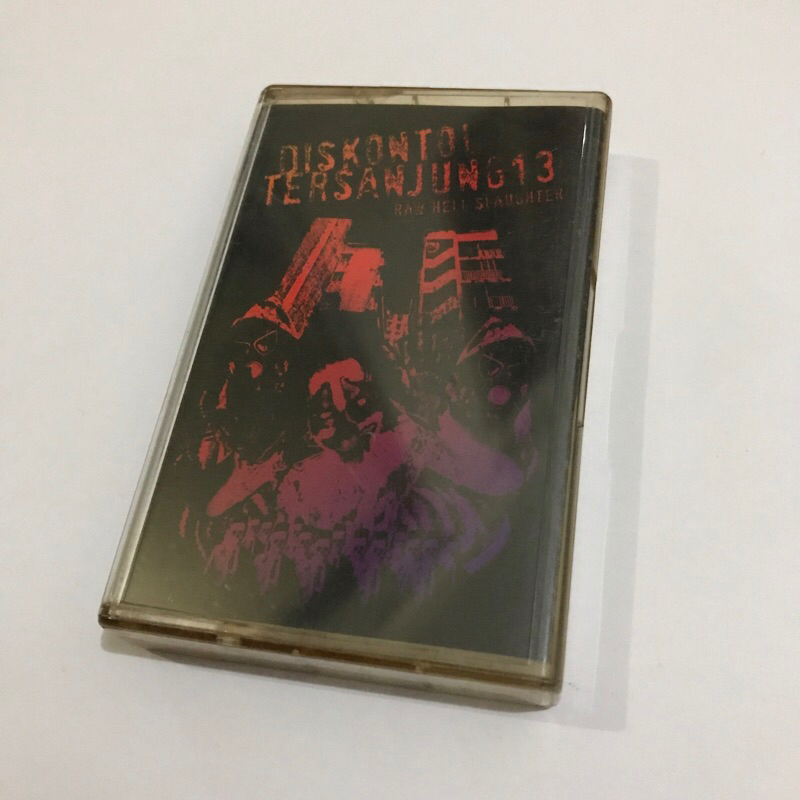 DISKONTOL
TERSANJUNG13
RAW HELL SLAUGHTER